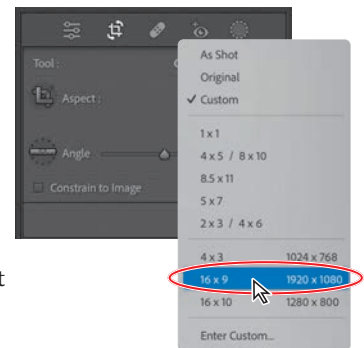 Tool :
Aspect :
Angle
Constrain to Image
As Shot
Original
✓ Custom
1 x 1
4 x 5 / 8 x 10
8.5 x 11
5 x 7
2 x 3 / 4 x 6
4 x 3 1024 x 768
16 x 9 1920 x 1080
16 x 10 1280 x 800
Enter Custom...